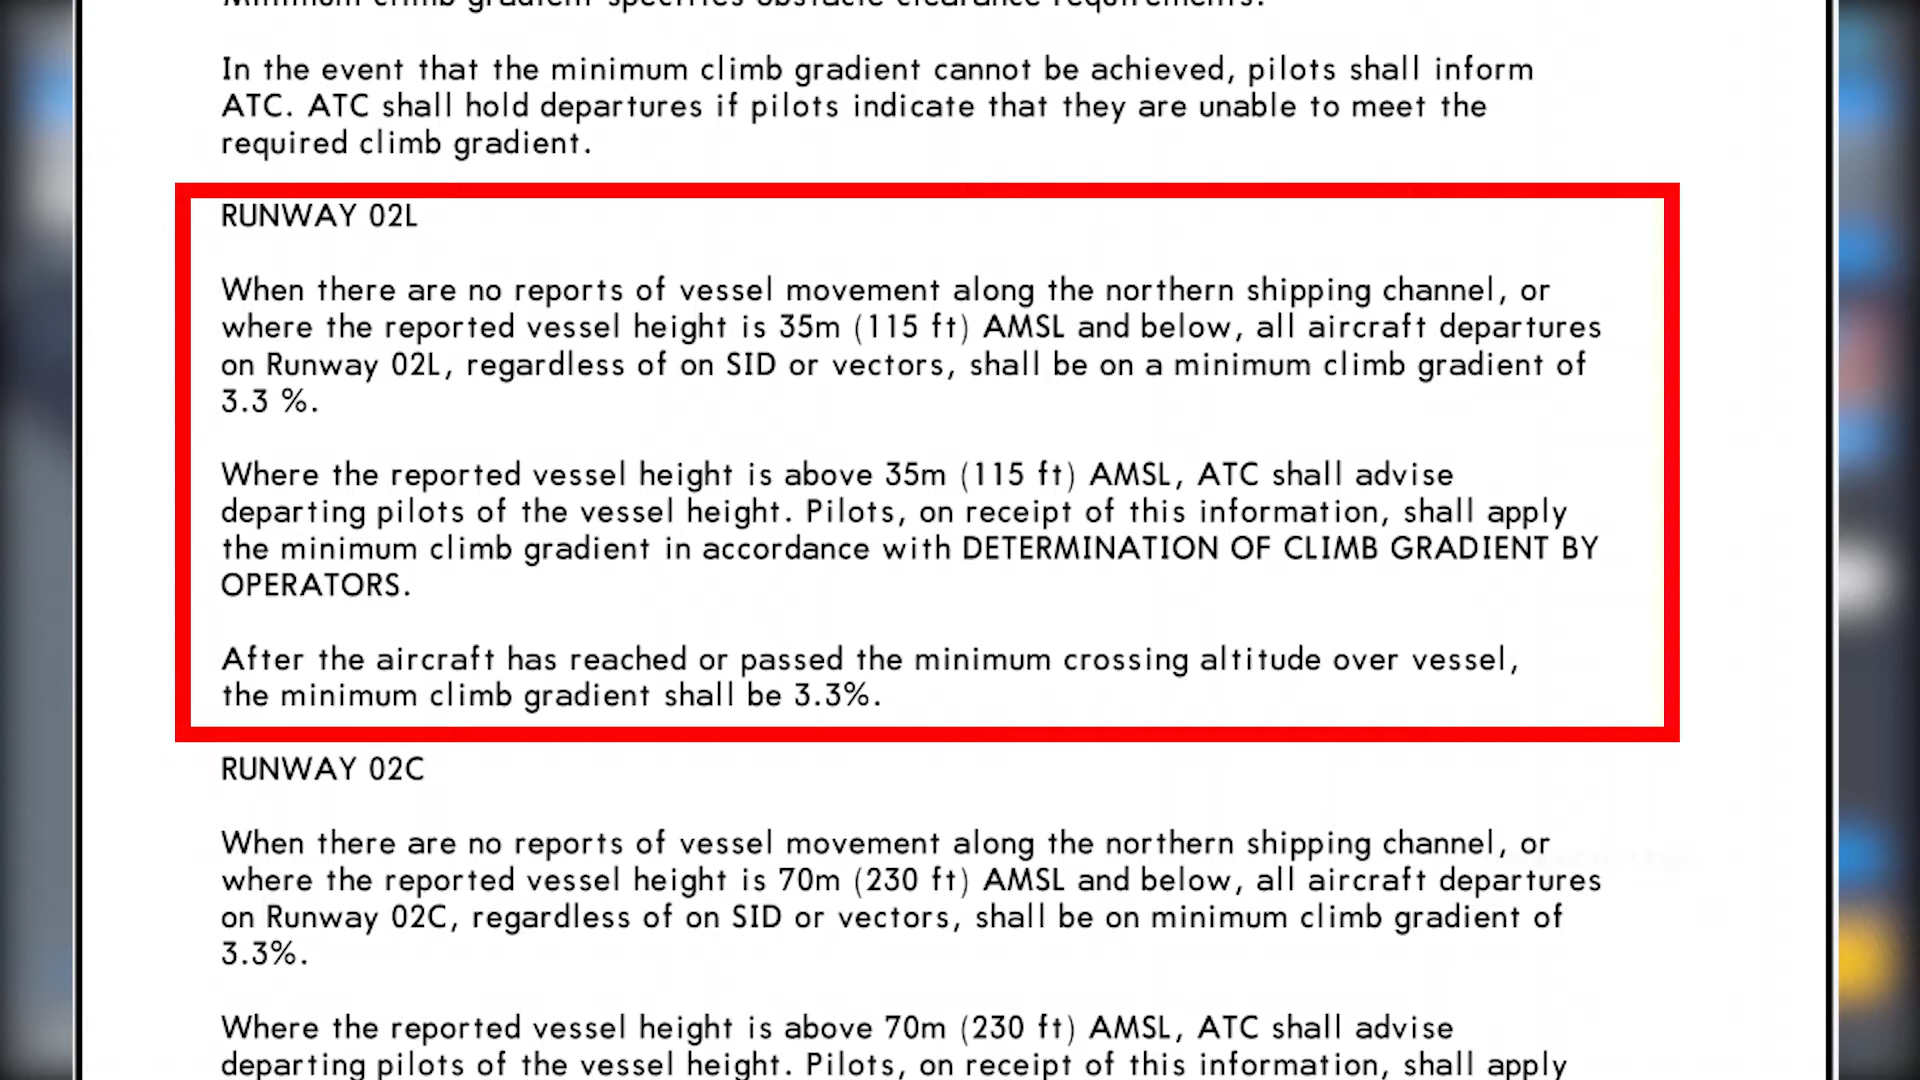 Minimum climb gradient specifies obstacle clearance requirements.
In the event that the minimum climb gradient cannot be achieved, pilots shall inform
ATC. ATC shall hold departures if pilots indicate that they are unable to meet the
required climb gradient.
RUNWAY 02L
When there are no reports of vessel movement along the northern shipping channel, or
where the reported vessel height is 35m (115 ft) AMSL and below, all aircraft departures
on Runway 02L, regardless of on SID or vectors, shall be on a minimum climb gradient of
3.3 %.
Where the reported vessel height is above 35m (115 ft) AMSL, ATC shall advise
departing pilots of the vessel height. Pilots, on receipt of this information, shall apply
the minimum climb gradient in accordance with DETERMINATION OF CLIMB GRADIENT BY
OPERATORS.
After the aircraft has reached or passed the minimum crossing altitude over vessel,
the minimum climb gradient shall be 3.3%.
RUNWAY 02C
When there are no reports of vessel movement along the northern shipping channel, or
where the reported vessel height is 70m (230 ft) AMSL and below, all aircraft departures
on Runway 02C, regardless of on SID or vectors, shall be on minimum climb gradient of
3.3%.
Where the reported vessel height is above 70m (230 ft) AMSL, ATC shall advise
departing pilots of the vessel height. Pilots, on receipt of this information, shall apply